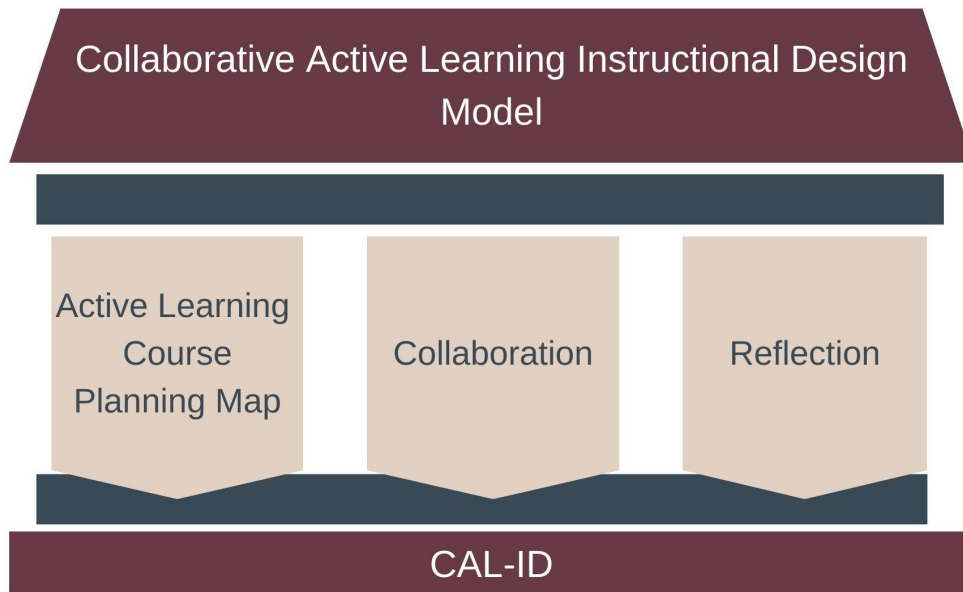 Collaborative Active Learning Instructional Design
Model
Active Learning
Course
Planning Map
Collaboration
Reflection
CAL-ID